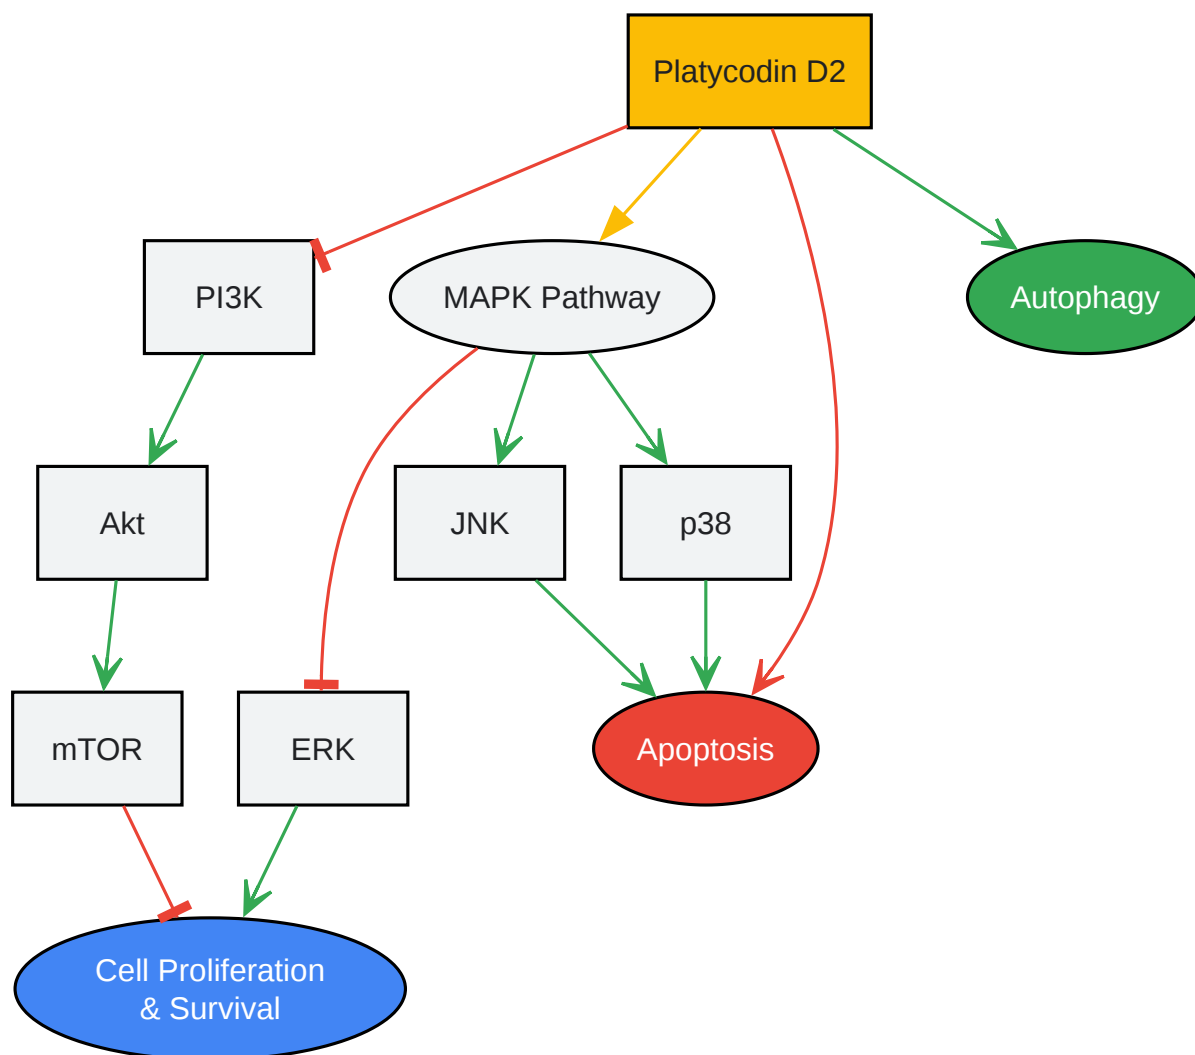 Platycodin D2
PI3K
MAPK Pathway
Autophagy
Akt
JNK
p38
mTOR
ERK
Apoptosis
Cell Proliferation
& Survival